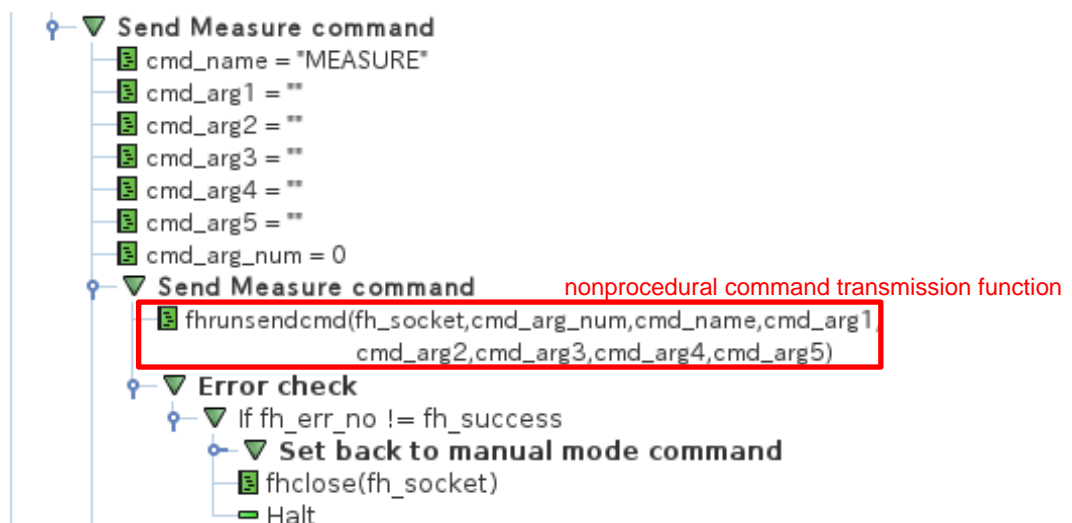 Send Measure command
cmd_name = "MEASURE"
cmd_arg1 = ""
cmd_arg2 = ""
cmd_arg3 = ""
cmd_arg4 = ""
cmd_arg5 = ""
cmd_arg_num = 0
Send Measure command nonprocedural command transmission function
fhrunsendcmd(fh_socket,cmd_arg_num,cmd_name,cmd_arg1,
cmd_arg2,cmd_arg3,cmd_arg4,cmd_arg5)
Error check
If fh_err_no != fh_success
Set back to manual mode command
fhclose(fh_socket)
Halt